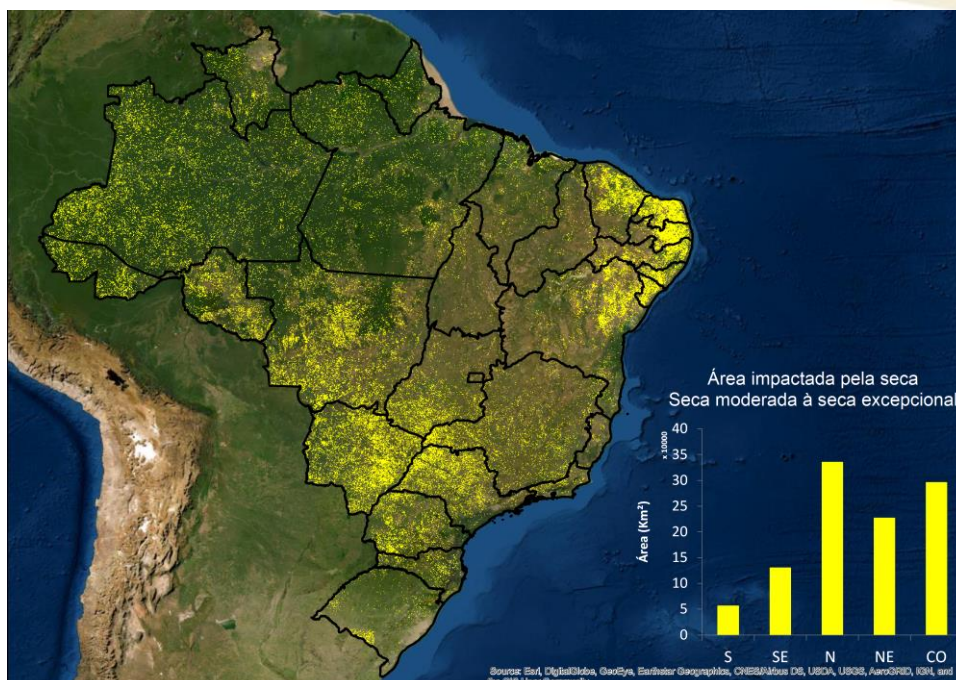 Área impactada pela seca
Seca moderada à seca excepcional
x 10000
Área (Km²)
40
35
30
25
20
15
10
5
0
S SE N NE CO
Source: Esri, DigitalGlobe, GeoEye, Earthstar Geographics, CNES/Airbus DS, USDA, USGS, AeroGRID, IGN, and